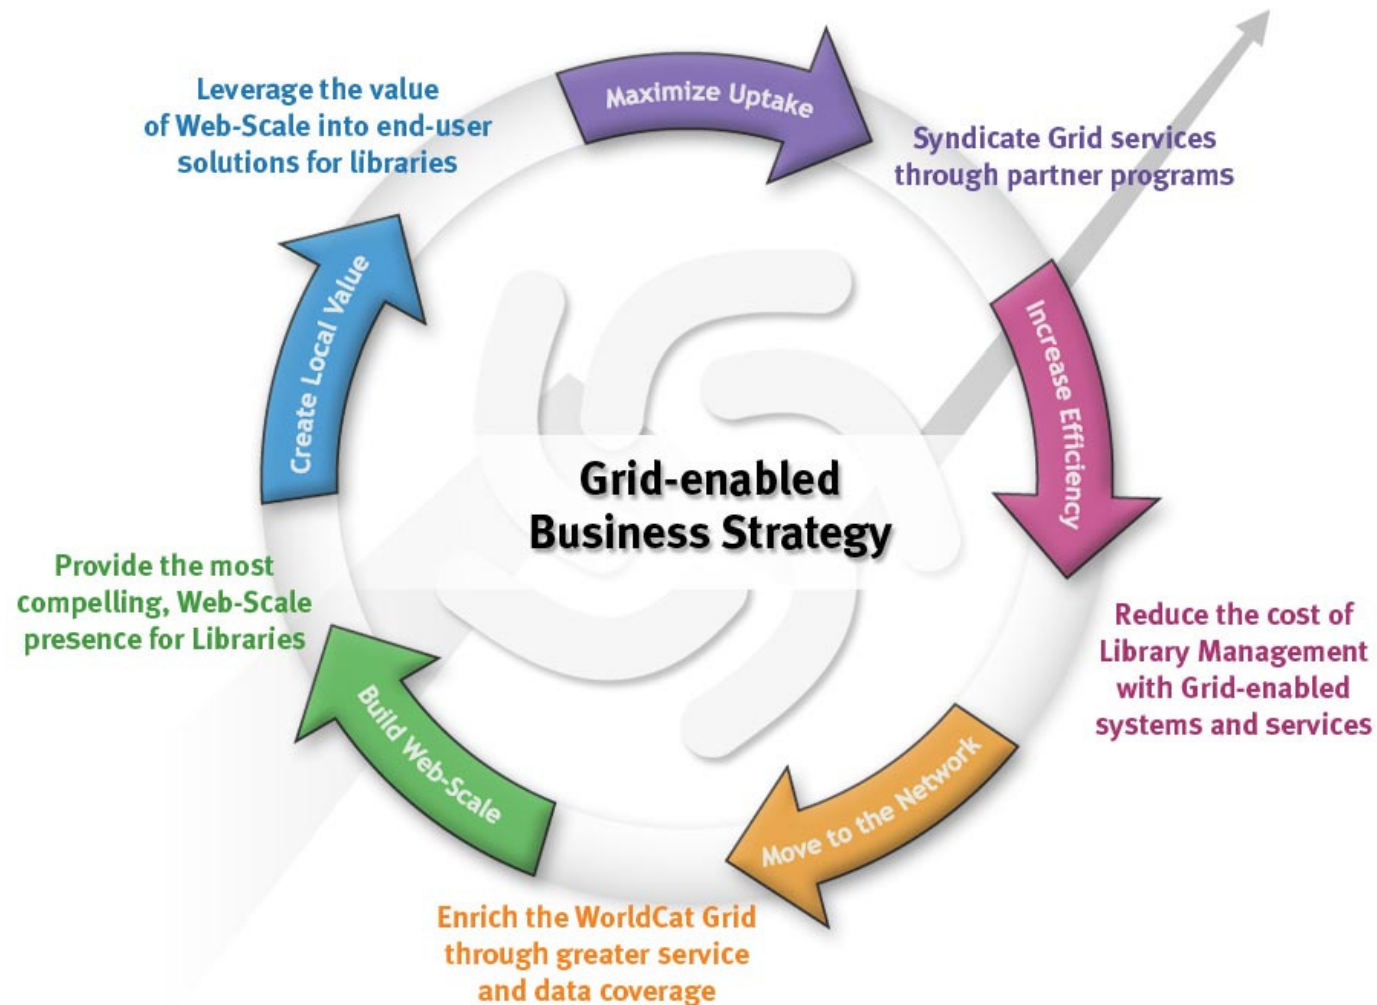 Maximize Uptake
Leverage the value
of Web-Scale into end-user
solutions for libraries
Syndicate Grid services
through partner programs
Create Local Value
Increase Efficiency
Grid-enabled
Business Strategy
Provide the most
compelling, Web-Scale
presence for Libraries
Reduce the cost of
Library Management
with Grid-enabled
systems and services
Build Web-Scale
Move to the Network
Enrich the WorldCat Grid
through greater service
and data coverage